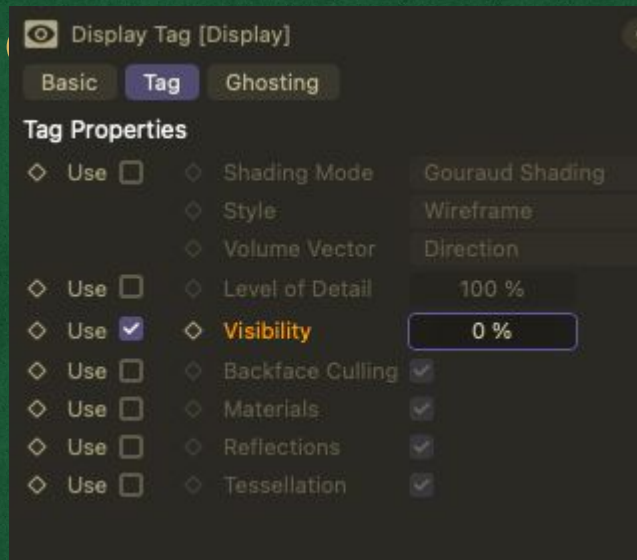 Display Tag [Display]
Basic Tag Ghosting
Tag Properties
Use Shading Mode Gouraud Shading
Style Wireframe
Volume Vector Direction
Use Level of Detail 100 %
Use Visibility 0 %
Use Backface Culling
Use Materials
Use Reflections
Use Tessellation